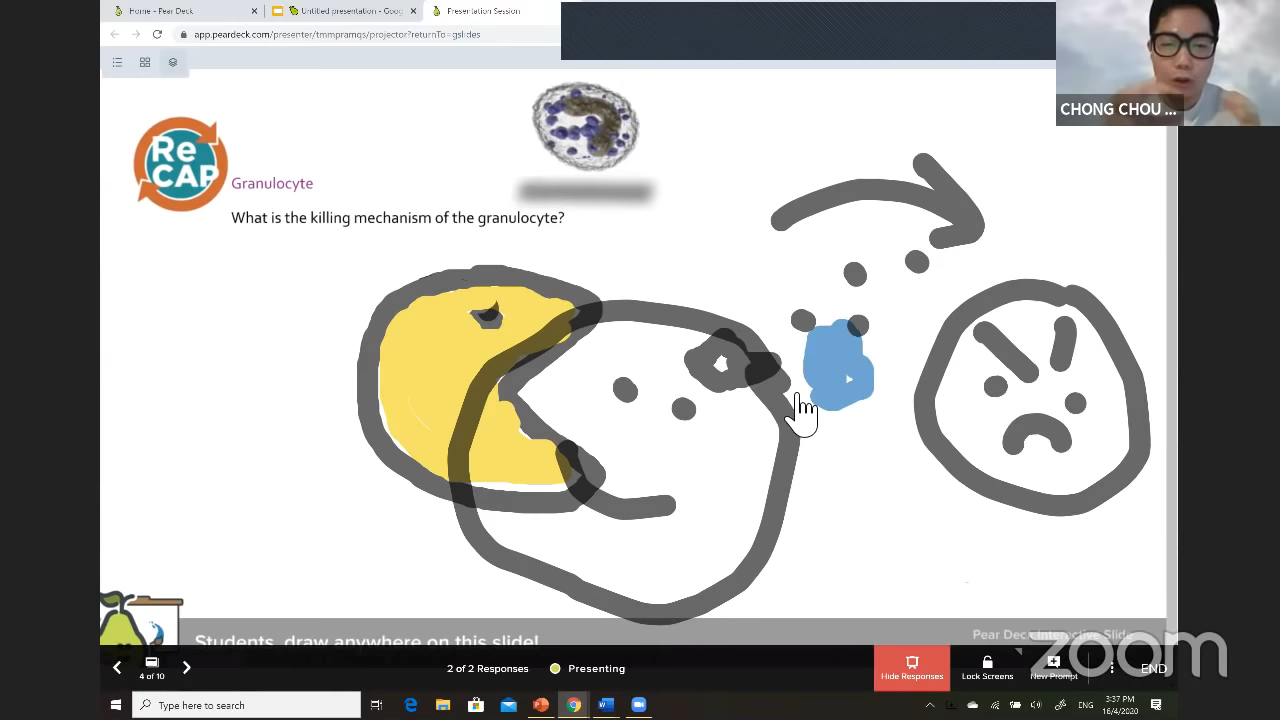 Home - Pear Deck
Untitled presentation - Goog
Presentation Session
app.peardeck.com/presenter/tmmpramqs/projector?returnTo=gslides
CHONG CHOU ...
Re
CAP
Granulocyte
What is the killing mechanism of the granulocyte?
Students, draw anywhere on this slide!
Pear Deck Interactive Slide
zoom
4 of 10
2 of 2 Responses
Presenting
Hide Responses
Lock Screens
New Prompt
END
Type here to search
ENG
3:37 PM
16/4/2020